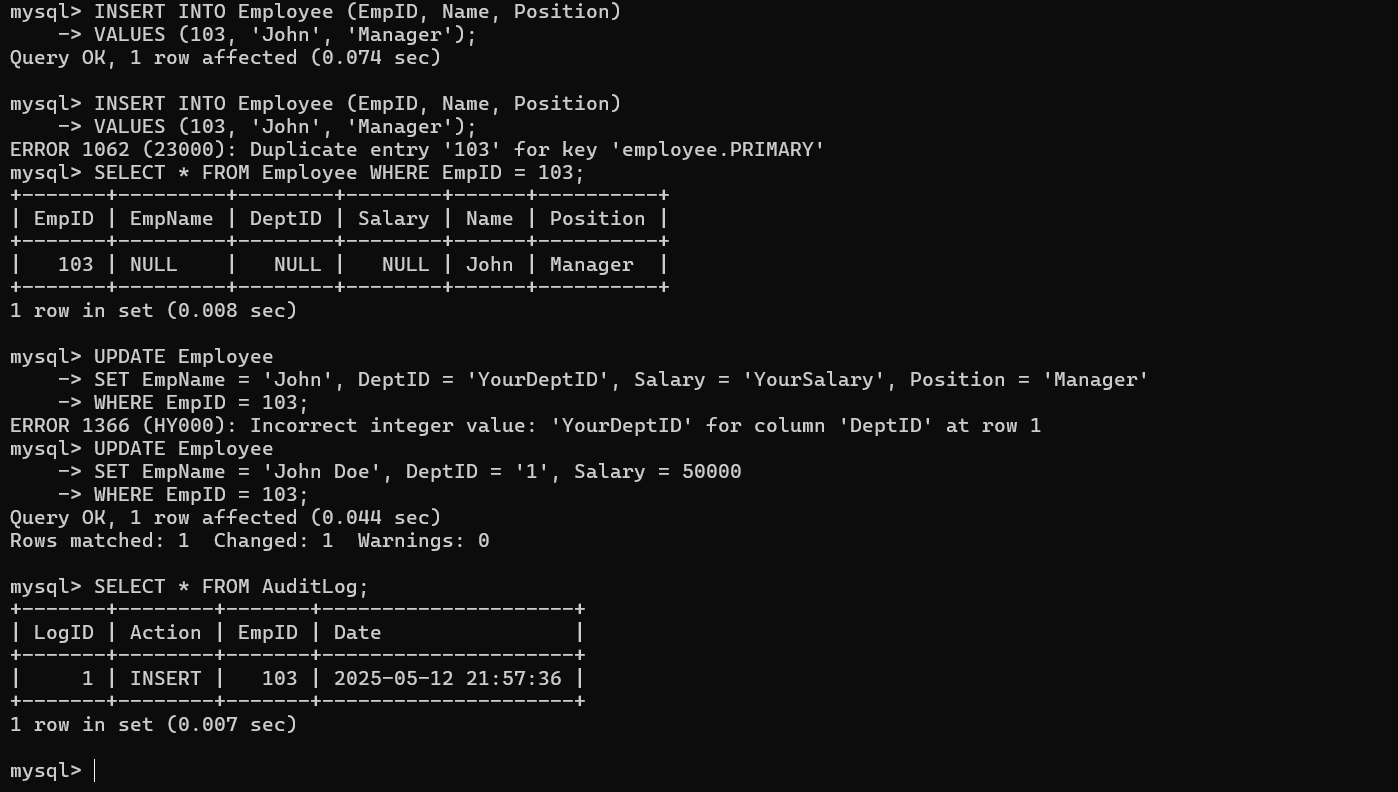 mysql> INSERT INTO Employee (EmpID, Name, Position)
    -> VALUES (103, 'John', 'Manager');
Query OK, 1 row affected (0.074 sec)

mysql> INSERT INTO Employee (EmpID, Name, Position)
    -> VALUES (103, 'John', 'Manager');
ERROR 1062 (23000): Duplicate entry '103' for key 'employee.PRIMARY'
mysql> SELECT * FROM Employee WHERE EmpID = 103;
+-------+---------+--------+--------+------+----------+
| EmpID | EmpName | DeptID | Salary | Name | Position |
+-------+---------+--------+--------+------+----------+
|   103 | NULL    |   NULL |   NULL | John | Manager  |
+-------+---------+--------+--------+------+----------+
1 row in set (0.008 sec)

mysql> UPDATE Employee
    -> SET EmpName = 'John', DeptID = 'YourDeptID', Salary = 'YourSalary', Position = 'Manager'
    -> WHERE EmpID = 103;
ERROR 1366 (HY000): Incorrect integer value: 'YourDeptID' for column 'DeptID' at row 1
mysql> UPDATE Employee
    -> SET EmpName = 'John Doe', DeptID = '1', Salary = 50000
    -> WHERE EmpID = 103;
Query OK, 1 row affected (0.044 sec)
Rows matched: 1  Changed: 1  Warnings: 0

mysql> SELECT * FROM AuditLog;
+-------+--------+-------+---------------------+
| LogID | Action | EmpID | Date                |
+-------+--------+-------+---------------------+
|     1 | INSERT |   103 | 2025-05-12 21:57:36 |
+-------+--------+-------+---------------------+
1 row in set (0.007 sec)

mysql>